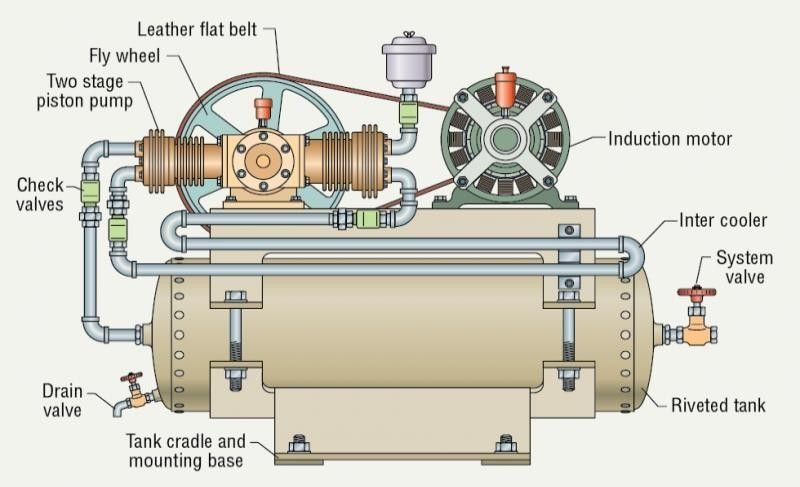 Leather flat belt
Fly wheel
Two stage
piston pump
Induction motor
Check
valves
Inter cooler
System
valve
Drain
valve
Riveted tank
Tank cradle and
mounting base